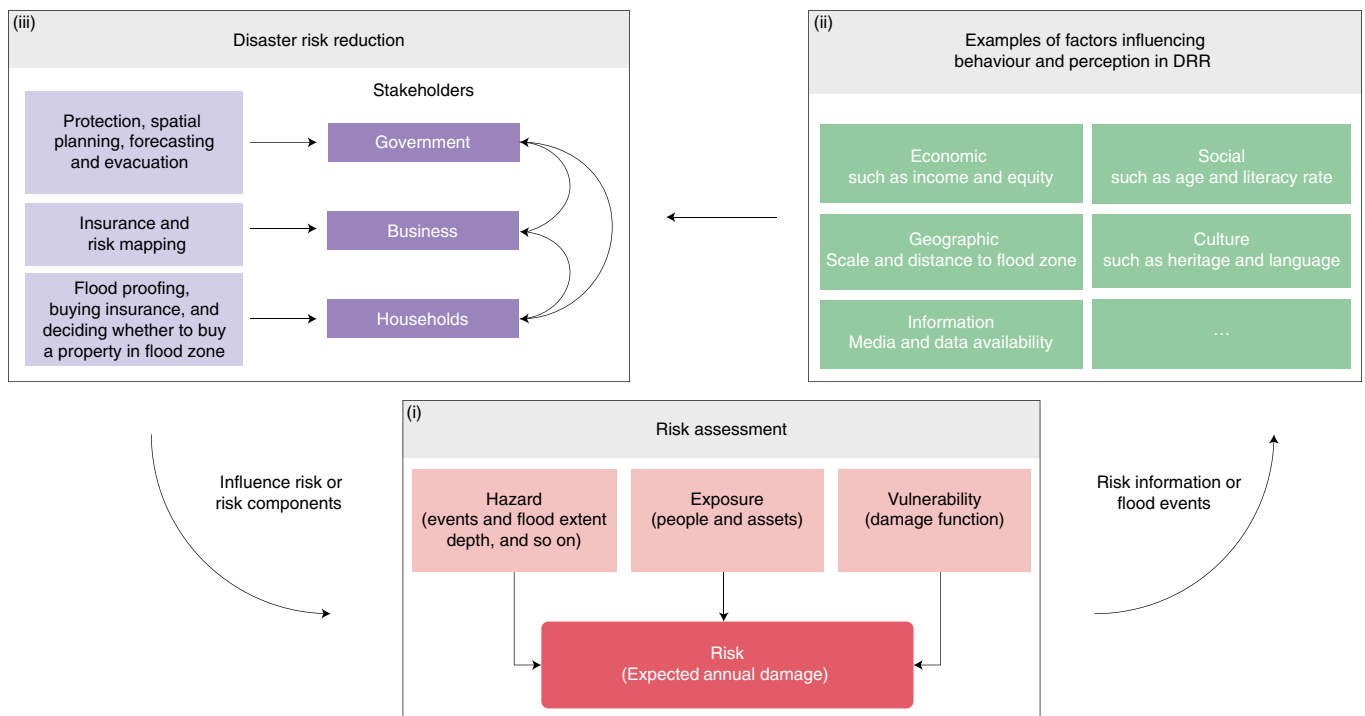 (iii)
Disaster risk reduction
Stakeholders
Protection, spatial
planning, forecasting
and evacuation
Government
Insurance and
risk mapping
Business
Flood proofing,
buying insurance, and
deciding whether to buy
a property in flood zone
Households
(ii)
Examples of factors influencing
behaviour and perception in DRR
Economic
such as income and equity
Social
such as age and literacy rate
Geographic
Scale and distance to flood zone
Culture
such as heritage and language
Information
Media and data availability
...
Influence risk or
risk components
(i)
Risk assessment
Hazard
(events and flood extent
depth, and so on)
Exposure
(people and assets)
Vulnerability
(damage function)
Risk
(Expected annual damage)
Risk information or
flood events